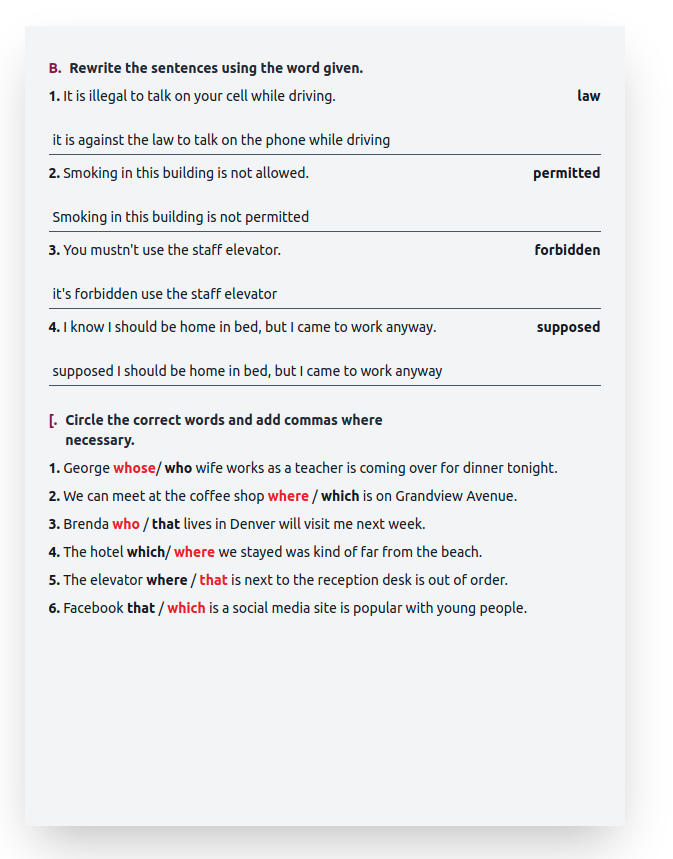 B. Rewrite the sentences using the word given.
1. It is illegal to talk on your cell while driving. law
it is against the law to talk on the phone while driving
2. Smoking in this building is not allowed. permitted
Smoking in this building is not permitted
3. You mustn't use the staff elevator. forbidden
it's forbidden use the staff elevator
4. I know I should be home in bed, but I came to work anyway. supposed
supposed I should be home in bed, but I came to work anyway
[. Circle the correct words and add commas where
necessary.
1. George whose/ who wife works as a teacher is coming over for dinner tonight.
2. We can meet at the coffee shop where / which is on Grandview Avenue.
3. Brenda who / that lives in Denver will visit me next week.
4. The hotel which/ where we stayed was kind of far from the beach.
5. The elevator where / that is next to the reception desk is out of order.
6. Facebook that / which is a social media site is popular with young people.